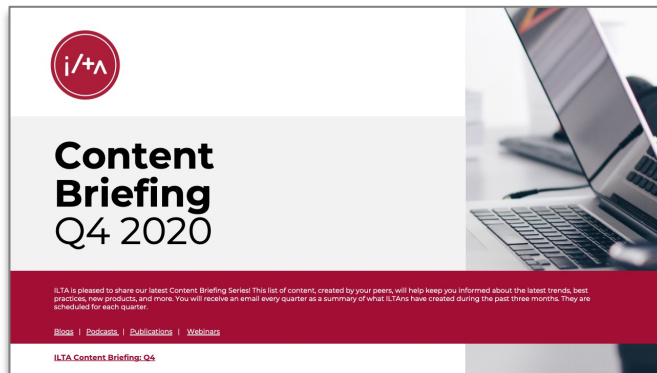 i/+ʌ
Content
Briefing
Q4 2020
ILTA is pleased to share our latest Content Briefing Series! This list of content, created by your peers, will help keep you informed about the latest trends, best
practices, new products, and more. You will receive an email every quarter as a summary of what ILTAns have created during the past three months. They are
scheduled for each quarter.
Blogs | Podcasts | Publications | Webinars
ILTA Content Briefing: Q4